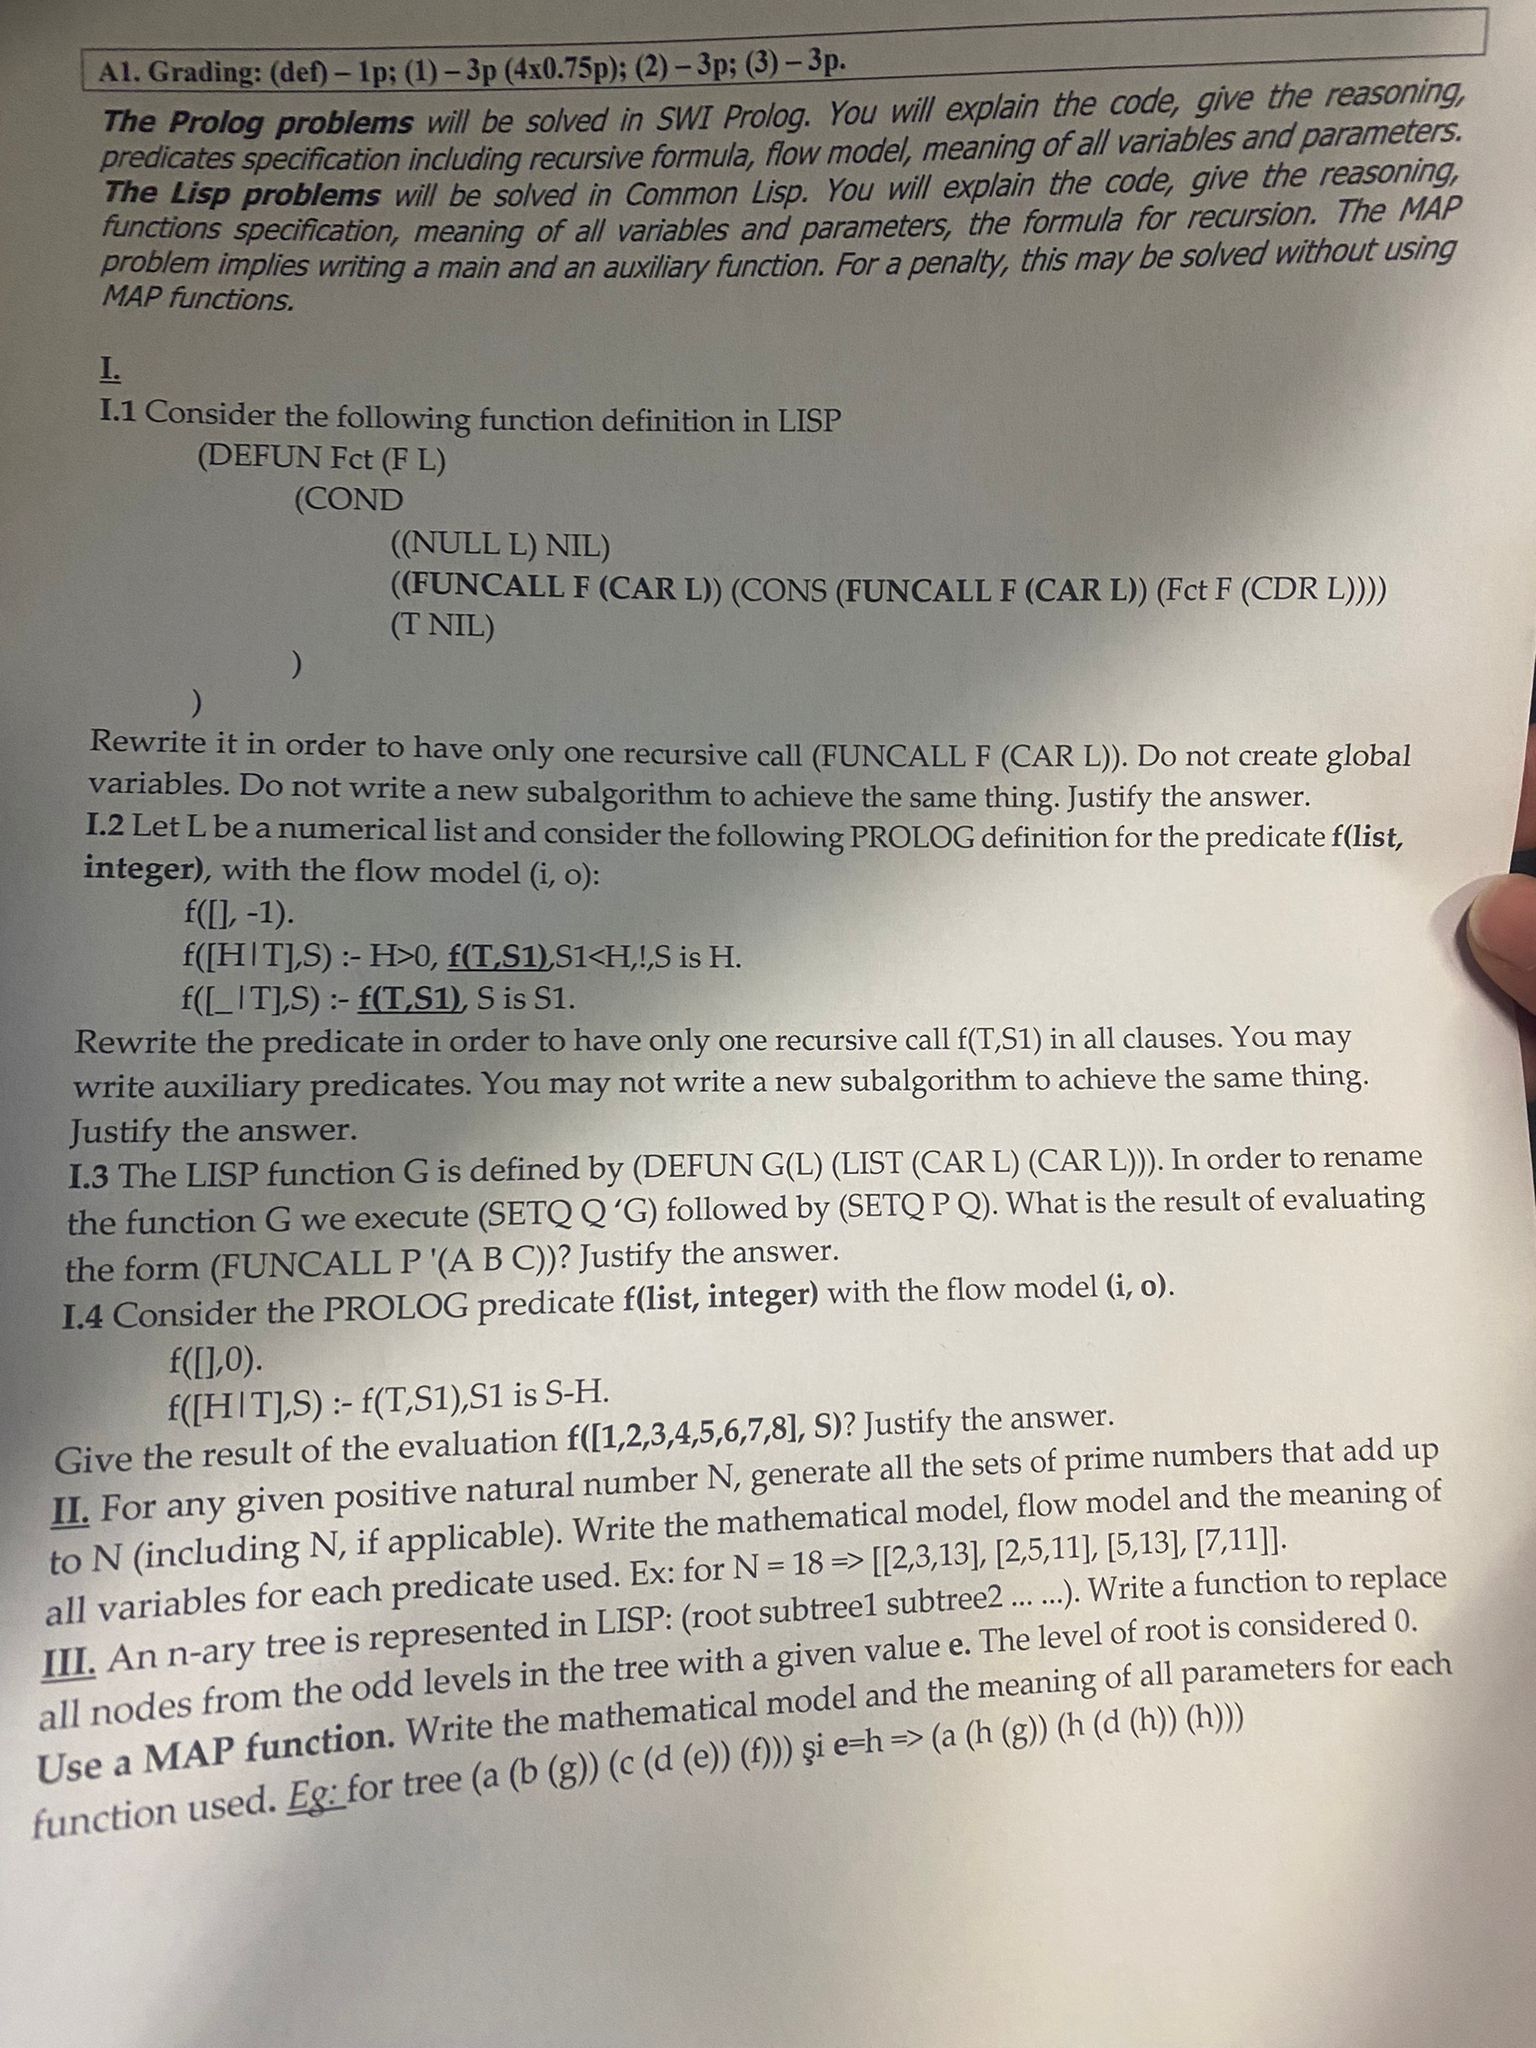 A1. Grading: (def) – 1p; (1) – 3p (4x0.75p); (2) – 3p; (3) – 3p.
The Prolog problems will be solved in SWI Prolog. You will explain the code, give the reasoning,
predicates specification including recursive formula, flow model, meaning of all variables and parameters.
The Lisp problems will be solved in Common Lisp. You will explain the code, give the reasoning,
functions specification, meaning of all variables and parameters, the formula for recursion. The MAP
problem implies writing a main and an auxiliary function. For a penalty, this may be solved without using
MAP functions.
I.
I.1 Consider the following function definition in LISP
(DEFUN Fct (F L)
(COND
((NULL L) NIL)
((FUNCALL F (CAR L)) (CONS (FUNCALL F (CAR L)) (Fct F (CDR L))))
(T NIL)
)
)
Rewrite it in order to have only one recursive call (FUNCALL F (CAR L)). Do not create global
variables. Do not write a new subalgorithm to achieve the same thing. Justify the answer.
I.2 Let L be a numerical list and consider the following PROLOG definition for the predicate f(list,
integer), with the flow model (i, o):
f([], -1).
f([H|T],S) :- H>0, f(T,S1),S1<H,!,S is H.
f([_|T],S) :- f(T,S1), S is S1.
Rewrite the predicate in order to have only one recursive call f(T,S1) in all clauses. You may
write auxiliary predicates. You may not write a new subalgorithm to achieve the same thing.
Justify the answer.
I.3 The LISP function G is defined by (DEFUN G(L) (LIST (CAR L) (CAR L))). In order to rename
the function G we execute (SETQ Q 'G) followed by (SETQ P Q). What is the result of evaluating
the form (FUNCALL P '(A B C))? Justify the answer.
I.4 Consider the PROLOG predicate f(list, integer) with the flow model (i, o).
f([],0).
f([H|T],S) :- f(T,S1),S1 is S-H.
Give the result of the evaluation f([1,2,3,4,5,6,7,8], S)? Justify the answer.
II. For any given positive natural number N, generate all the sets of prime numbers that add up
to N (including N, if applicable). Write the mathematical model, flow model and the meaning of
all variables for each predicate used. Ex: for N = 18 => [[2,3,13], [2,5,11], [5,13], [7,11]].
III. An n-ary tree is represented in LISP: (root subtree1 subtree2 ... ...). Write a function to replace
all nodes from the odd levels in the tree with a given value e. The level of root is considered 0.
Use a MAP function. Write the mathematical model and the meaning of all parameters for each
function used. Eg: for tree (a (b (g)) (c (d (e)) (f))) şi e=h => (a (h (g)) (h (d (h)) (h)))